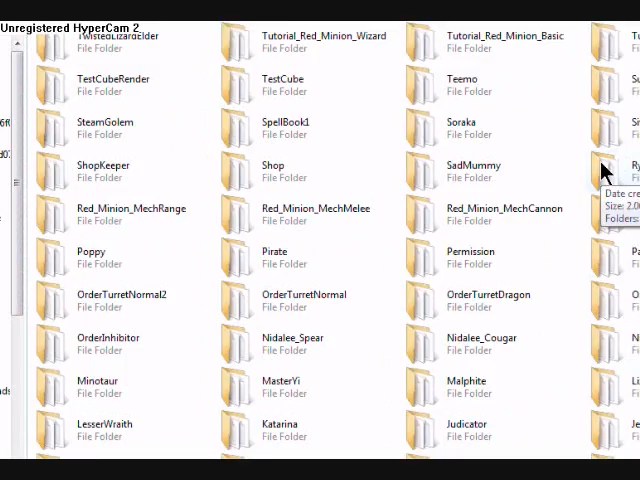 Unregistered HyperCam 2
TwistedLizardElder Tutorial_Red_Minion_Wizard Tutorial_Red_Minion_Basic Tu
File Folder File Folder File Folder
TestCubeRender TestCube Teemo Su
File Folder File Folder File Folder
SteamGolem SpellBook1 Soraka
File Folder File Folder File Folder
ShopKeeper Shop SadMummy Ry
File Folder File Folder File Folder
Date cre
Size: 2.0
Folders:
Red_Minion_MechRange Red_Minion_MechMelee Red_Minion_MechCannon
File Folder File Folder File Folder
Poppy Pirate Permission Pa
File Folder File Folder File Folder
OrderTurretNormal2 OrderTurretNormal OrderTurretDragon
File Folder File Folder File Folder
OrderInhibitor Nidalee_Spear Nidalee_Cougar
File Folder File Folder File Folder
Minotaur MasterYi Malphite
File Folder File Folder File Folder
LesserWraith Katarina Judicator Je
File Folder File Folder File Folder